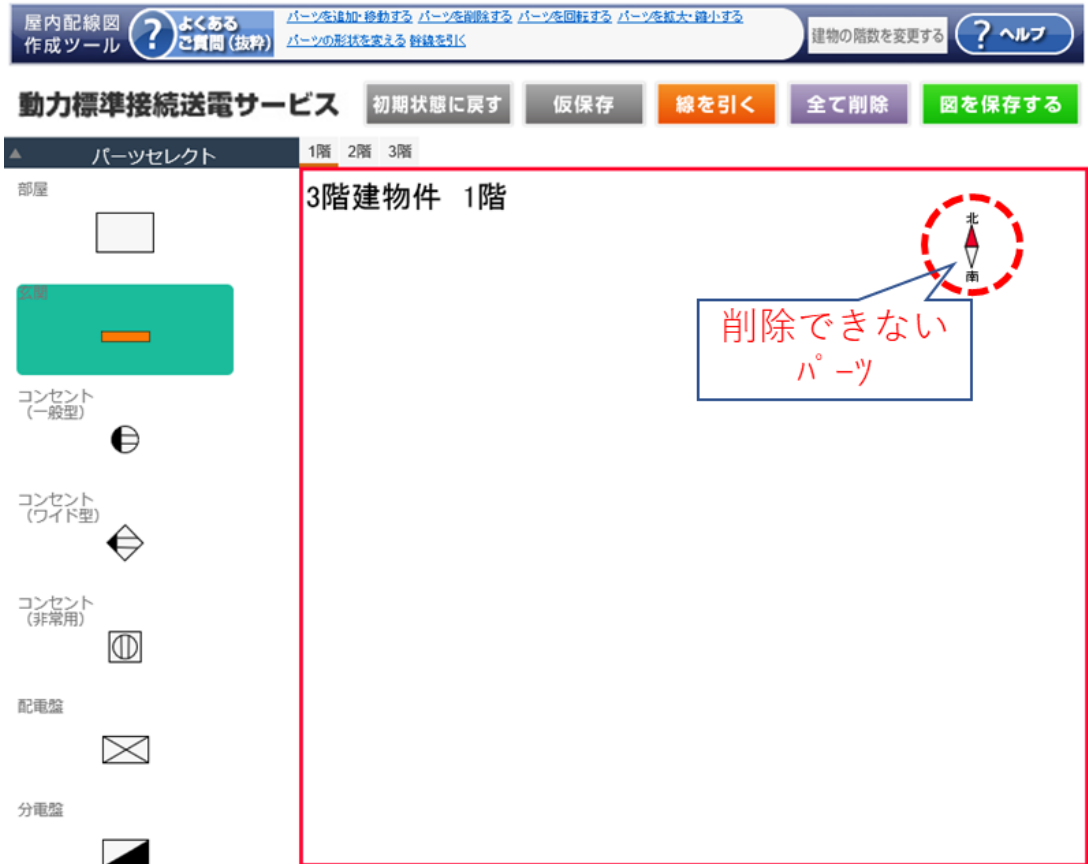 屋内配線図
作成ツール
?
よくある
ご質問(抜粋)
パーツを追加・移動する パーツを削除する パーツを回転する パーツを拡大・縮小する
パーツの形状を変える 幹線を引く
建物の階数を変更する
? ヘルプ
動力標準接続送電サービス
初期状態に戻す
仮保存
線を引く
全て削除
図を保存する
パーツセレクト
1階 2階 3階
部屋
3階建物件 1階
北
南
削除できない
パーツ
玄関
コンセント
(一般型)
コンセント
(ワイド型)
コンセント
(非常用)
配電盤
分電盤